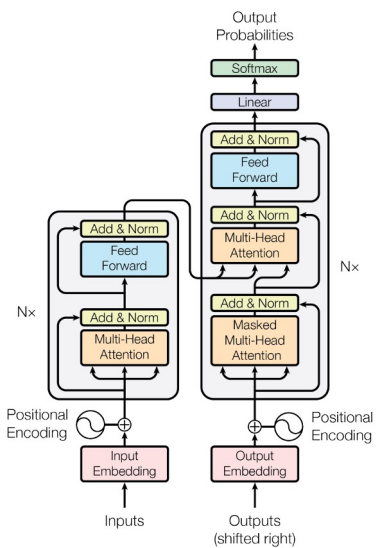 Output
Probabilities
Softmax
Linear
Add & Norm
Feed
Forward
Add & Norm
Multi-Head
Attention
Add & Norm
Masked
Multi-Head
Attention
Nx
Positional
Encoding
Output
Embedding
Outputs
(shifted right)
Add & Norm
Feed
Forward
Add & Norm
Multi-Head
Attention
Nx
Positional
Encoding
Input
Embedding
Inputs